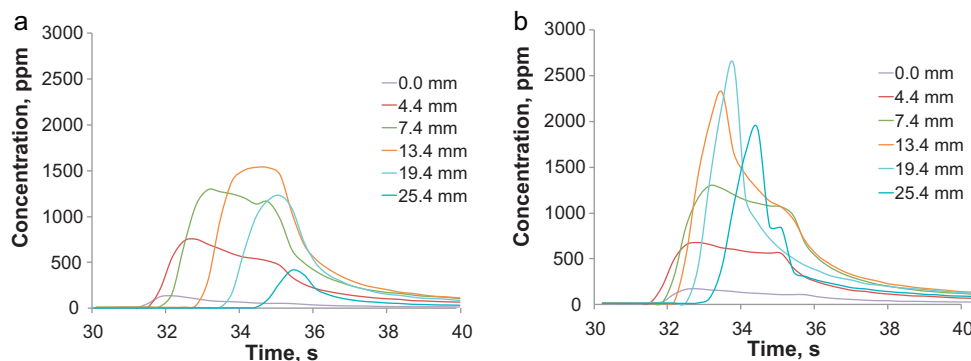 a
Concentration, ppm
3000
2500
2000
1500
1000
500
0
30
32
34
36
38
40
Time, s
0.0 mm
4.4 mm
7.4 mm
13.4 mm
19.4 mm
25.4 mm
b
Concentration, ppm
3000
2500
2000
1500
1000
500
0
30
32
34
36
38
40
Time, s
0.0 mm
4.4 mm
7.4 mm
13.4 mm
19.4 mm
25.4 mm